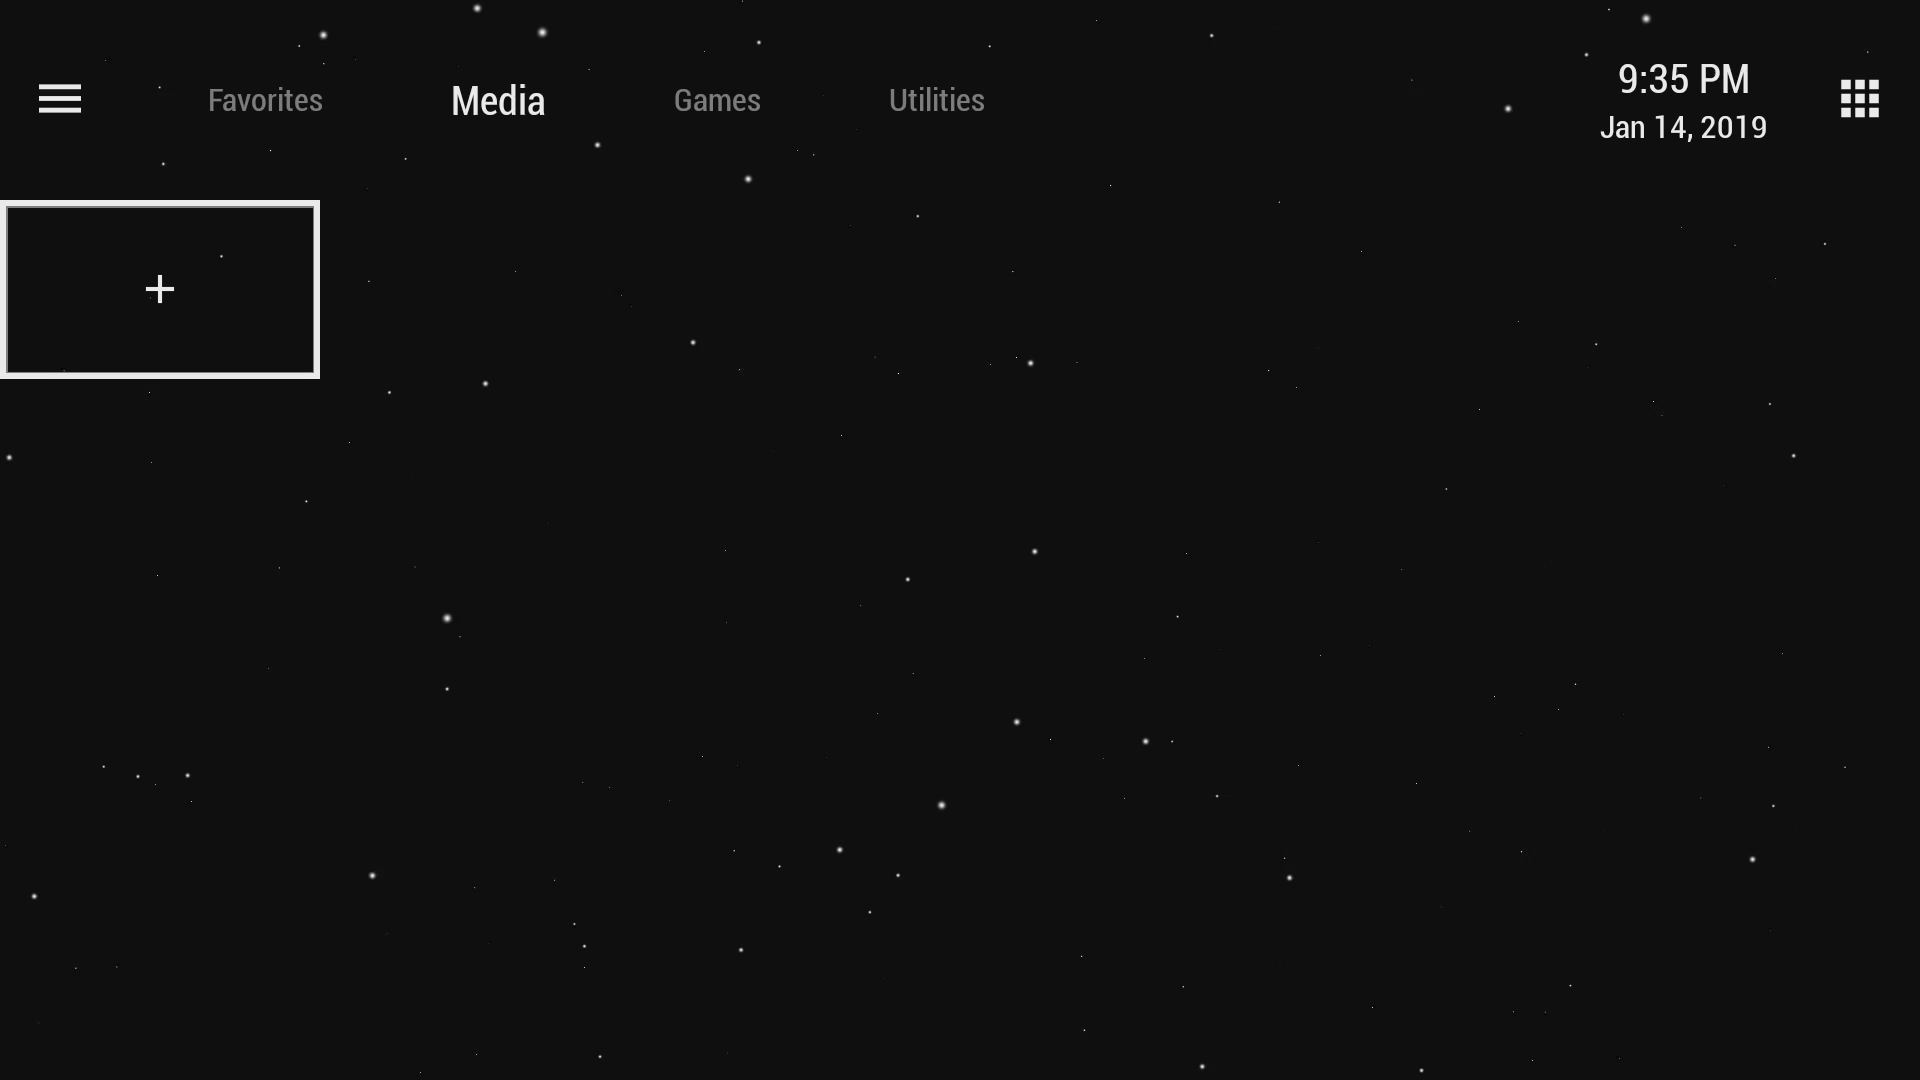 Favorites
Media
Games
Utilities
9:35 PM
Jan 14, 2019